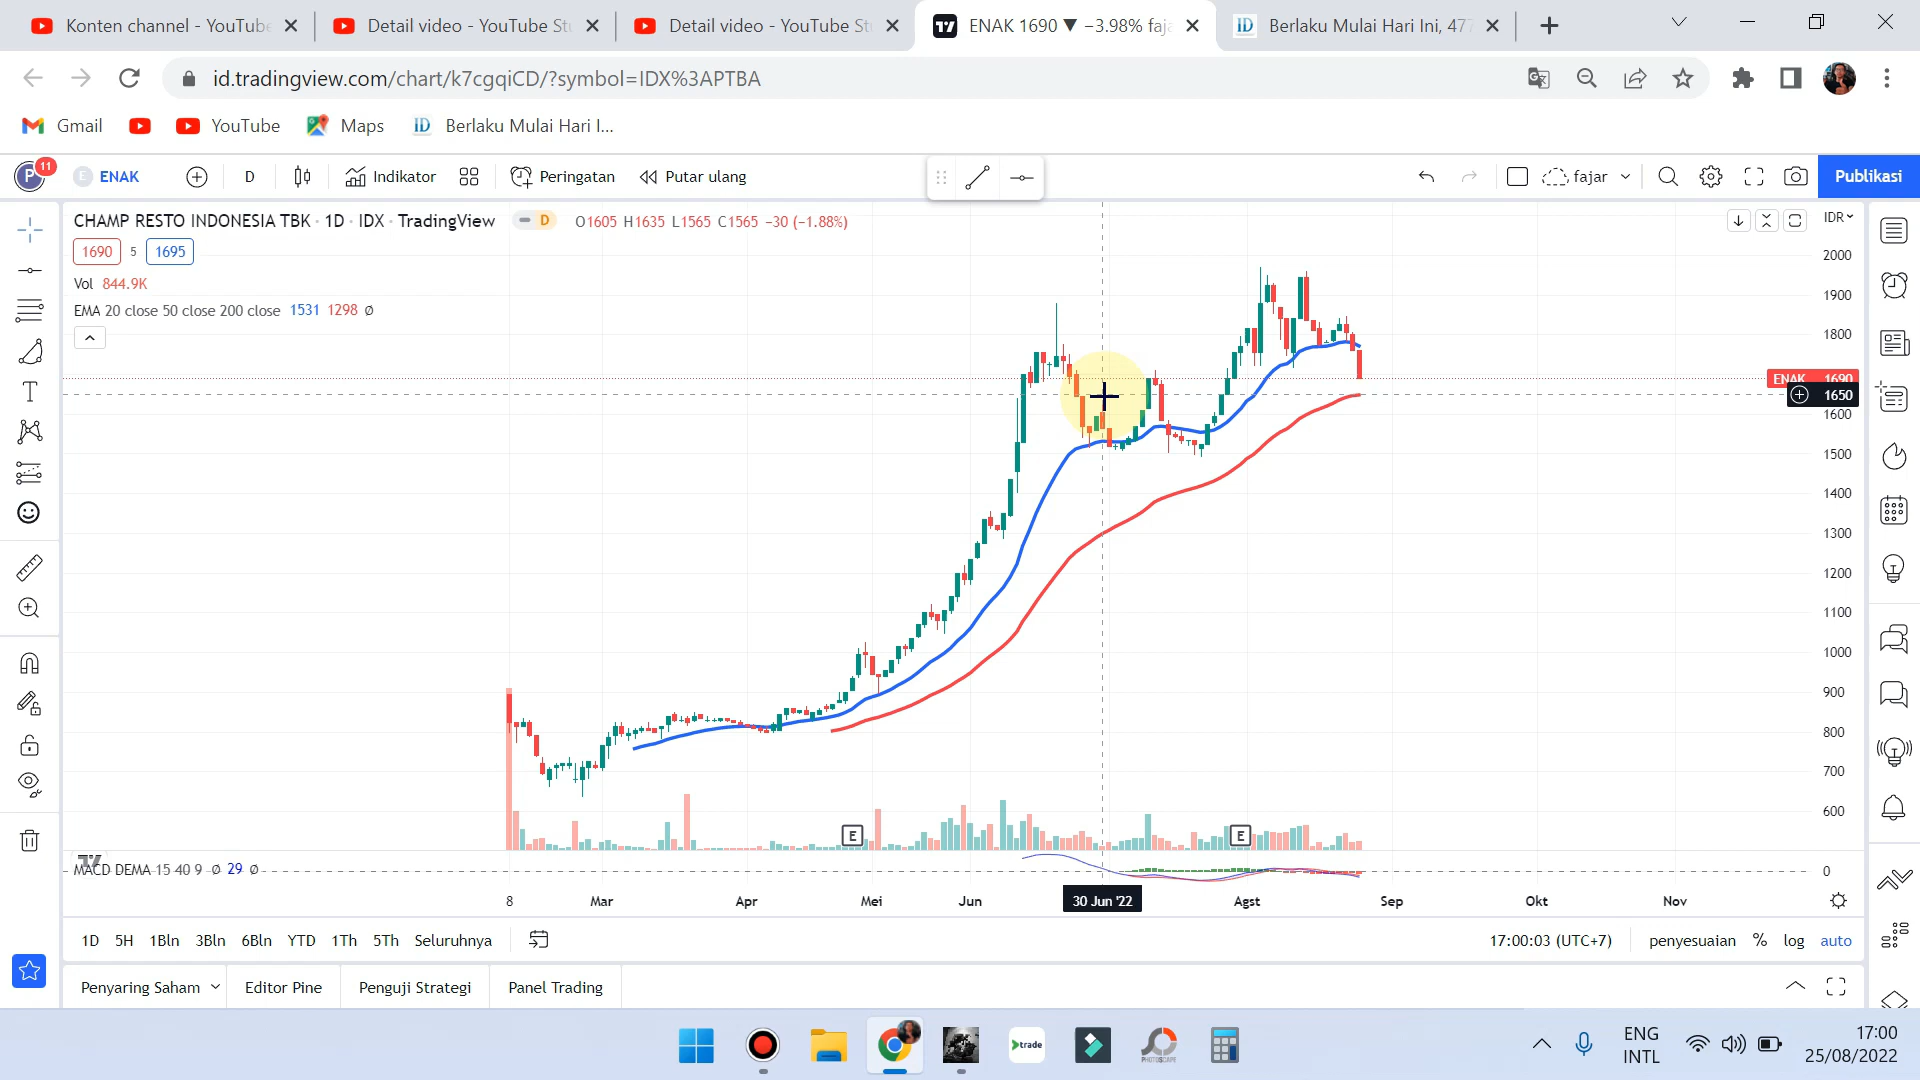 Konten channel - YouTube
Detail video - YouTube Stu
Detail video - YouTube Stu
ENAK 1690 ▼ −3.98% faja
Berlaku Mulai Hari Ini, 477
id.tradingview.com/chart/k7cgqiCD/?symbol=IDX%3APTBA
Gmail
YouTube
Maps
Berlaku Mulai Hari I...
P 11
ENAK
D
Indikator
Peringatan
Putar ulang
fajar
Publikasi
CHAMP RESTO INDONESIA TBK · 1D · IDX · TradingView
D
O1605 H1635 L1565 C1565 −30 (−1.88%)
IDR
1690 5 1695
Vol 844.9K
EMA 20 close 50 close 200 close 1531 1298 Ø
2000
1900
1800
ENAK 1690
1650
1600
1500
1400
1300
1200
1100
1000
900
800
700
600
E
E
MACD DEMA 15 40 9 Ø 29 Ø
0
8
Mar
Apr
Mei
Jun
30 Jun '22
Agst
Sep
Okt
Nov
1D 5H 1Bln 3Bln 6Bln YTD 1Th 5Th Seluruhnya
17:00:03 (UTC+7)
penyesuaian % log auto
Penyaring Saham
Editor Pine
Penguji Strategi
Panel Trading
trade
PHOTOSCAPE
ENG
INTL
17:00
25/08/2022